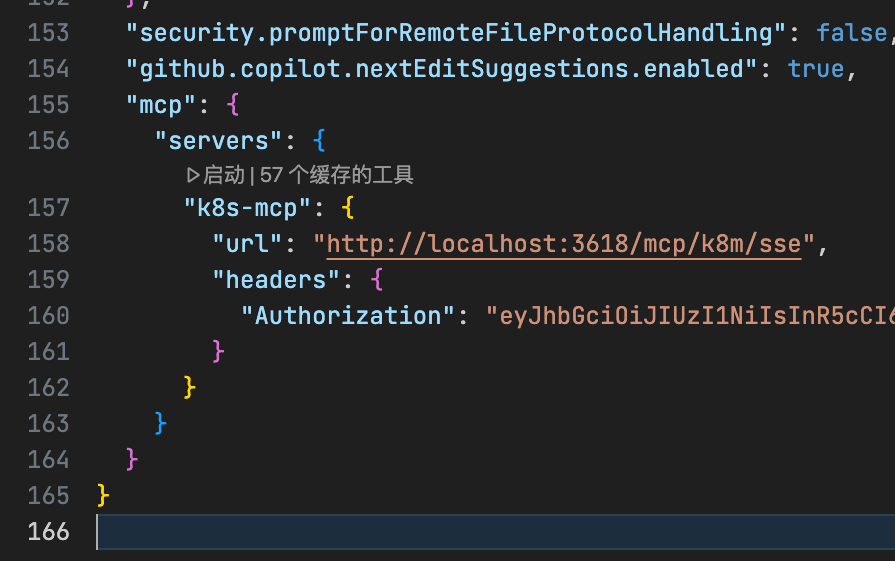 152 },
153 "security.promptForRemoteFileProtocolHandling": false,
154 "github.copilot.nextEditSuggestions.enabled": true,
155 "mcp": {
156 "servers": {
▷启动 | 57 个缓存的工具
157 "k8s-mcp": {
158 "url": "http://localhost:3618/mcp/k8m/sse",
159 "headers": {
160 "Authorization": "eyJhbGciOiJIUzI1NiIsInR5cCI6
161 }
162 }
163 }
164 }
165 }
166